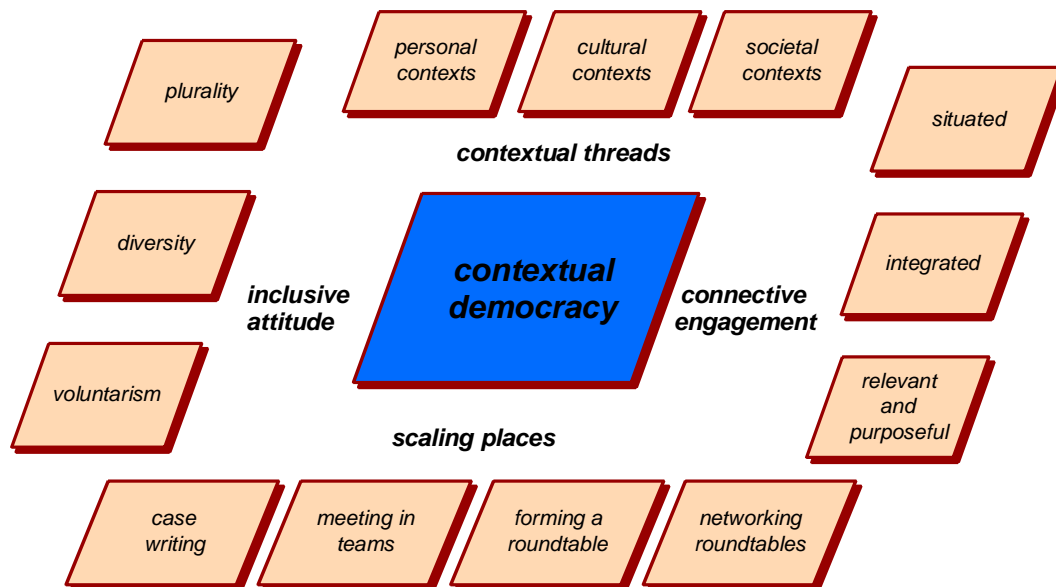 personal
contexts
cultural
contexts
societal
contexts
plurality
situated
contextual threads
diversity
integrated
contextual
democracy
inclusive
attitude
connective
engagement
voluntarism
relevant
and
purposeful
scaling places
case
writing
meeting in
teams
forming a
roundtable
networking
roundtables